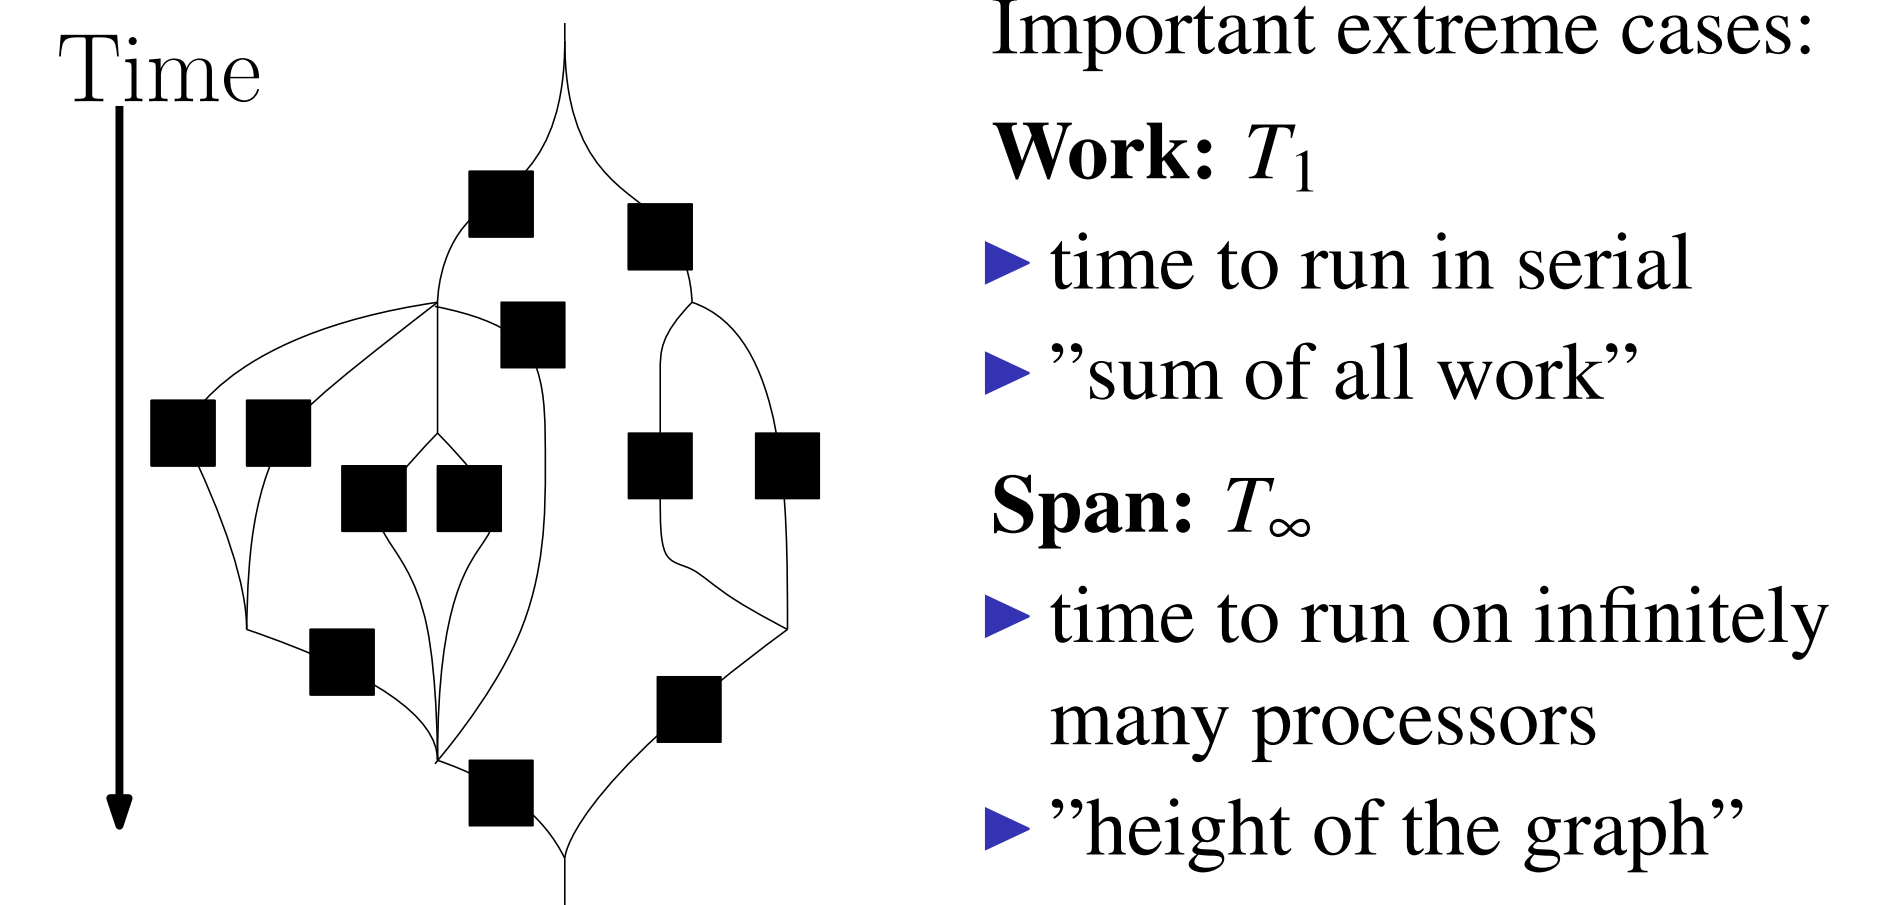 Time
Important extreme cases:
Work: T₁
▶ time to run in serial
▶ ”sum of all work”
Span: T∞
▶ time to run on infinitely
many processors
▶ ”height of the graph”